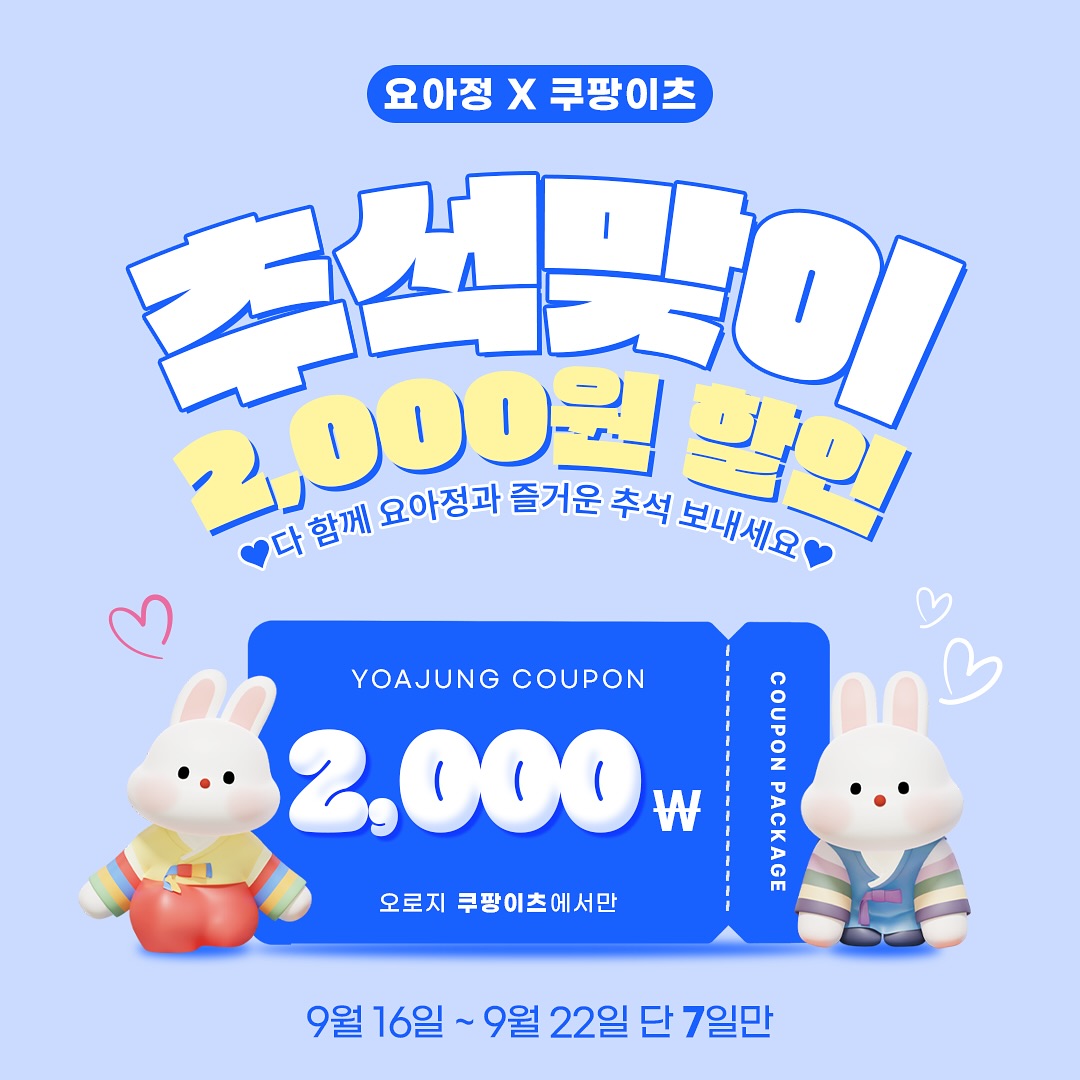 요아정 X 쿠팡이츠
추석맞이
2,000원 할인
다 함께 요아정과 즐거운 추석 보내세요
YOAJUNG COUPON
2,000 ₩
오로지 쿠팡이츠에서만
COUPON PACKAGE
9월 16일 ~ 9월 22일 단 7일만